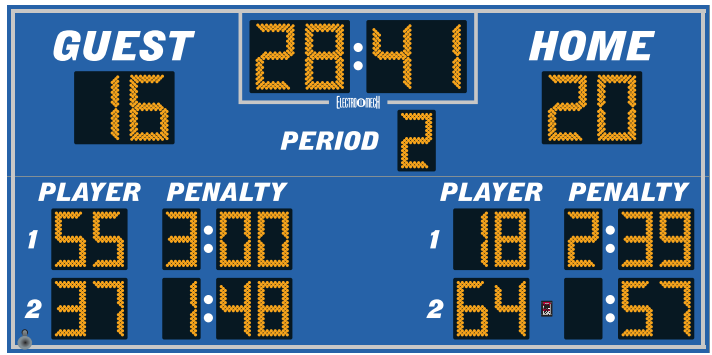 GUEST 28:41 HOME
16 20
ELECTRO-MECH
PERIOD 2
PLAYER PENALTY PLAYER PENALTY
1 55 3:00 1 18 2:39
2 37 1:48 2 64 :57